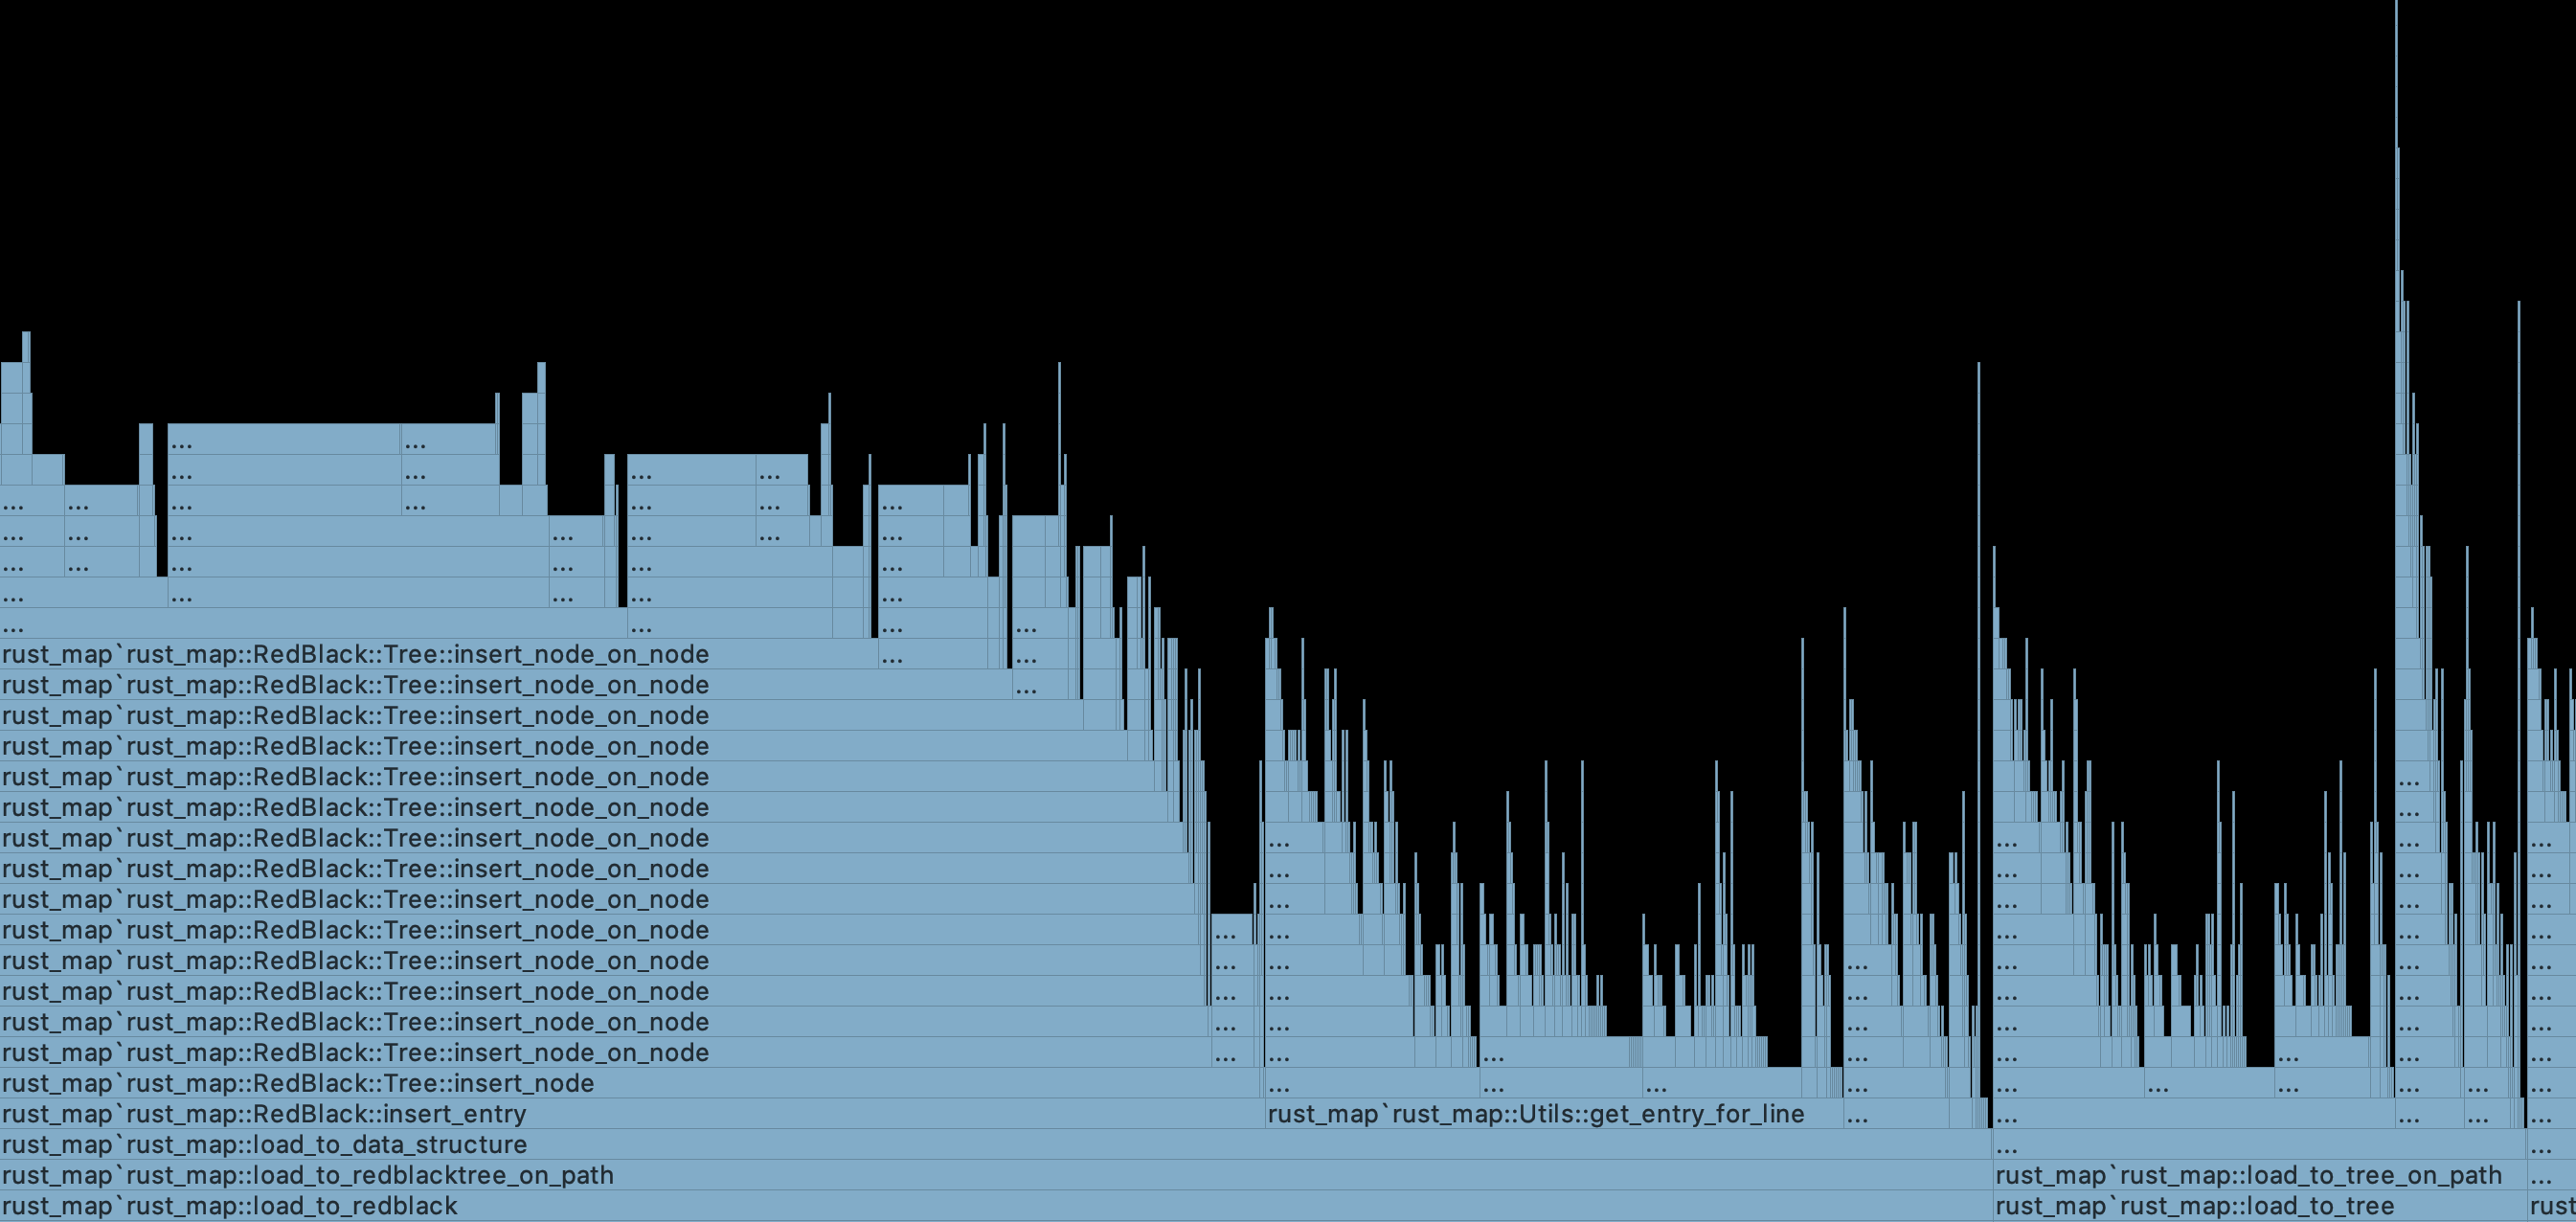 rust_map`rust_map::RedBlack::Tree::insert_node_on_node
rust_map`rust_map::RedBlack::Tree::insert_node_on_node
rust_map`rust_map::RedBlack::Tree::insert_node_on_node
rust_map`rust_map::RedBlack::Tree::insert_node_on_node
rust_map`rust_map::RedBlack::Tree::insert_node_on_node
rust_map`rust_map::RedBlack::Tree::insert_node_on_node
rust_map`rust_map::RedBlack::Tree::insert_node_on_node
rust_map`rust_map::RedBlack::Tree::insert_node_on_node
rust_map`rust_map::RedBlack::Tree::insert_node_on_node
rust_map`rust_map::RedBlack::Tree::insert_node_on_node
rust_map`rust_map::RedBlack::Tree::insert_node_on_node
rust_map`rust_map::RedBlack::Tree::insert_node_on_node
rust_map`rust_map::RedBlack::Tree::insert_node_on_node
rust_map`rust_map::RedBlack::Tree::insert_node_on_node
rust_map`rust_map::RedBlack::Tree::insert_node
rust_map`rust_map::RedBlack::insert_entry
rust_map`rust_map::Utils::get_entry_for_line
rust_map`rust_map::load_to_data_structure
rust_map`rust_map::load_to_redblacktree_on_path
rust_map`rust_map::load_to_tree_on_path
rust_map`rust_map::load_to_redblack
rust_map`rust_map::load_to_tree
rust